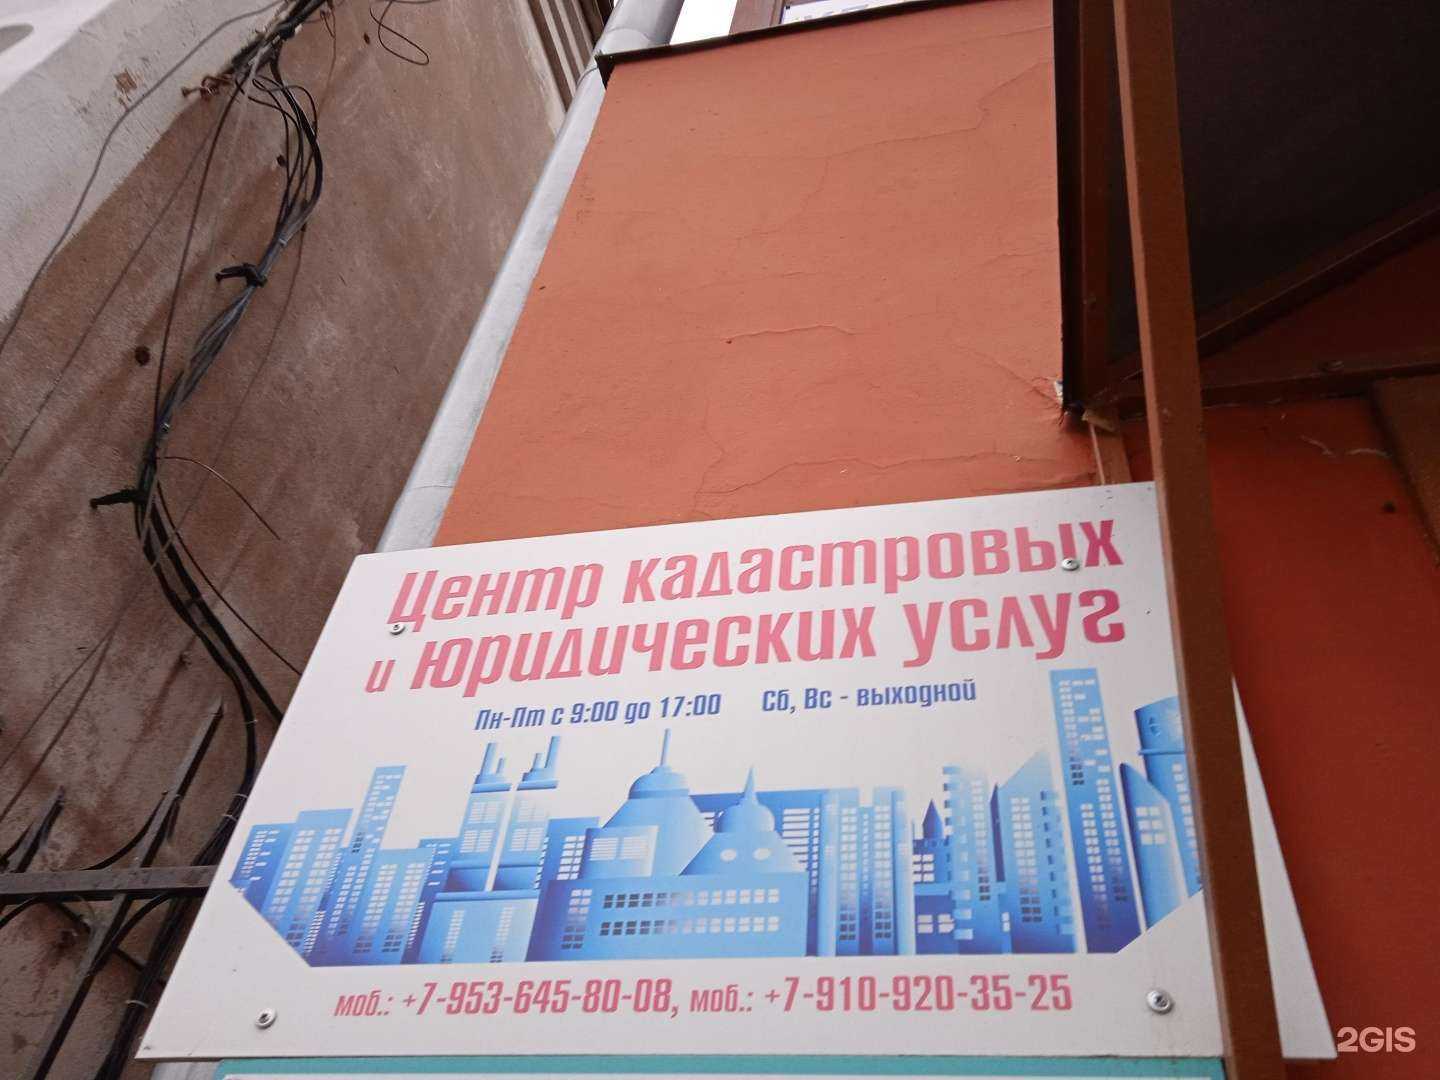 Центр кадастровых
и юридических услуг
Пн-Пт с 9:00 до 17:00 Сб, Вс - выходной
моб.: +7-953-645-80-08, моб.: +7-910-920-35-25
2GIS